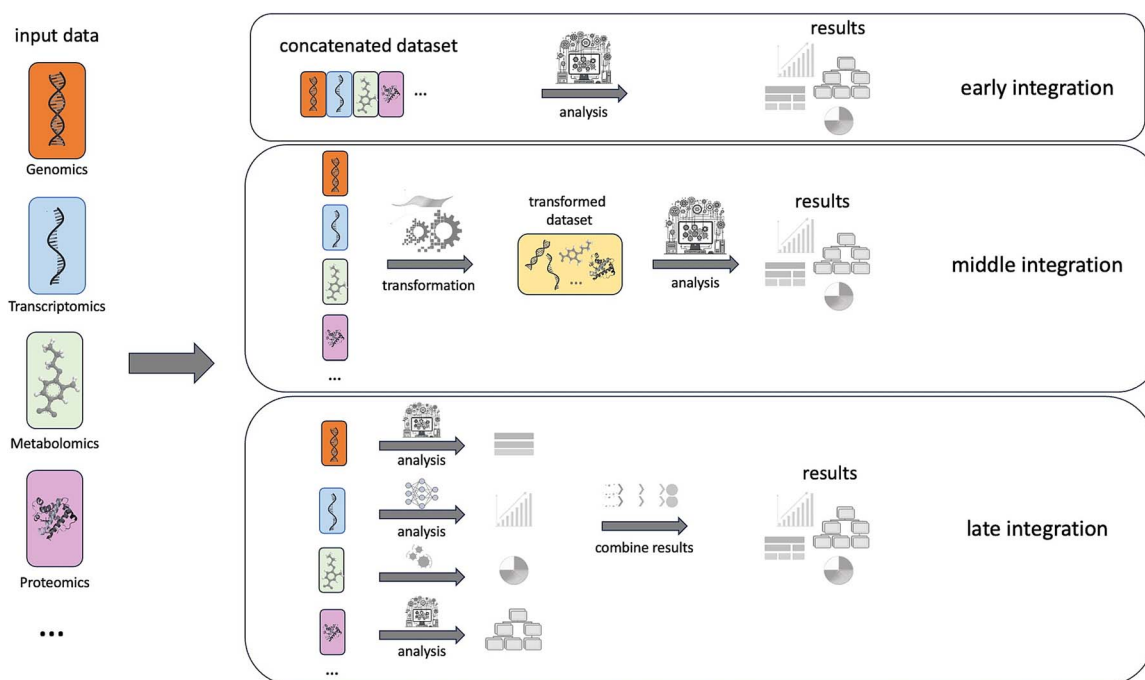 input data
Genomics
Transcriptomics
Metabolomics
Proteomics
...
concatenated dataset
...
analysis
results
early integration
...
transformation
transformed
dataset
...
analysis
results
middle integration
analysis
analysis
analysis
...
combine results
results
late integration